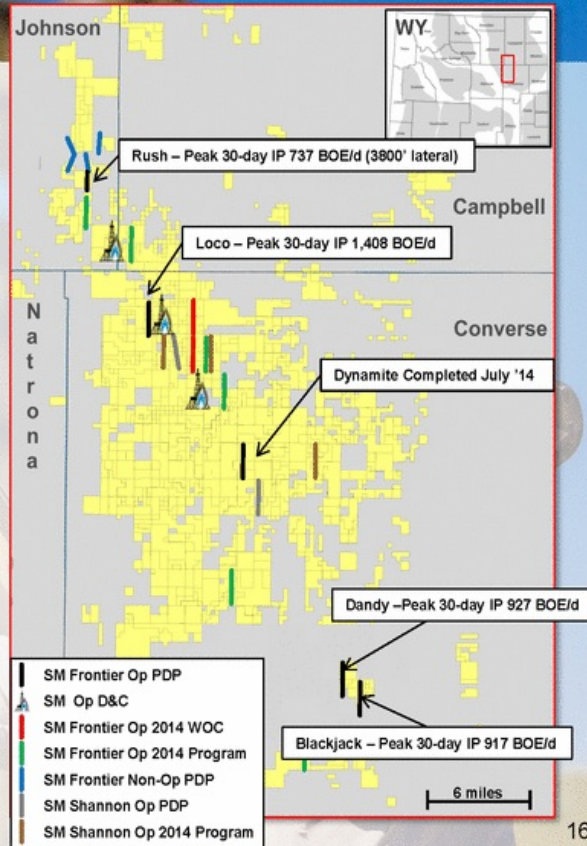 Johnson
WY
Rush – Peak 30-day IP 737 BOE/d (3800' lateral)
Campbell
Loco – Peak 30-day IP 1,408 BOE/d
Natrona
Converse
Dynamite Completed July '14
Dandy –Peak 30-day IP 927 BOE/d
Blackjack – Peak 30-day IP 917 BOE/d
SM Frontier Op PDP
SM Op D&C
SM Frontier Op 2014 WOC
SM Frontier Op 2014 Program
SM Frontier Non-Op PDP
SM Shannon Op PDP
SM Shannon Op 2014 Program
6 miles
16